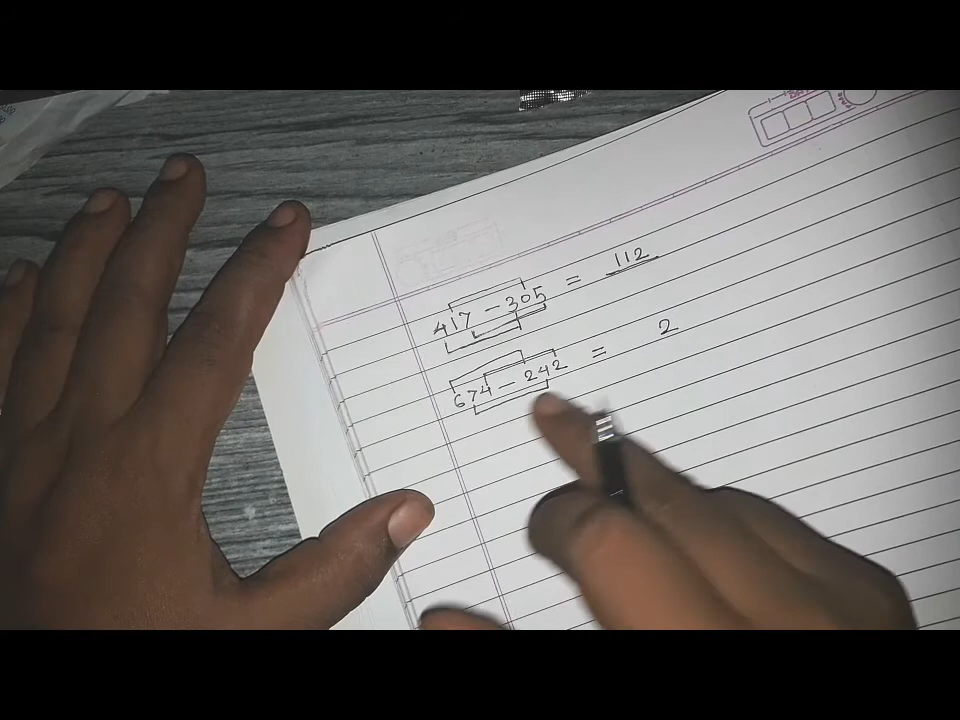 417 - 305 = 112
674 - 242 = 2